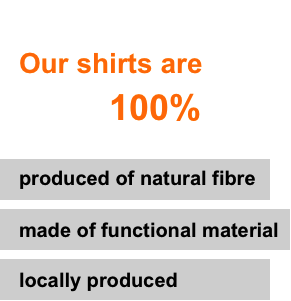 Our shirts are
100%
produced of natural fibre
made of functional material
locally produced